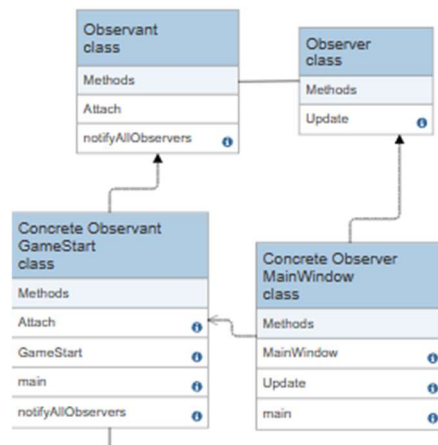 Observant
class
Methods
Attach
notifyAllObservers
Observer
class
Methods
Update
Concrete Observant
GameStart
class
Methods
Attach
GameStart
main
notifyAllObservers
Concrete Observer
MainWindow
class
Methods
MainWindow
Update
main